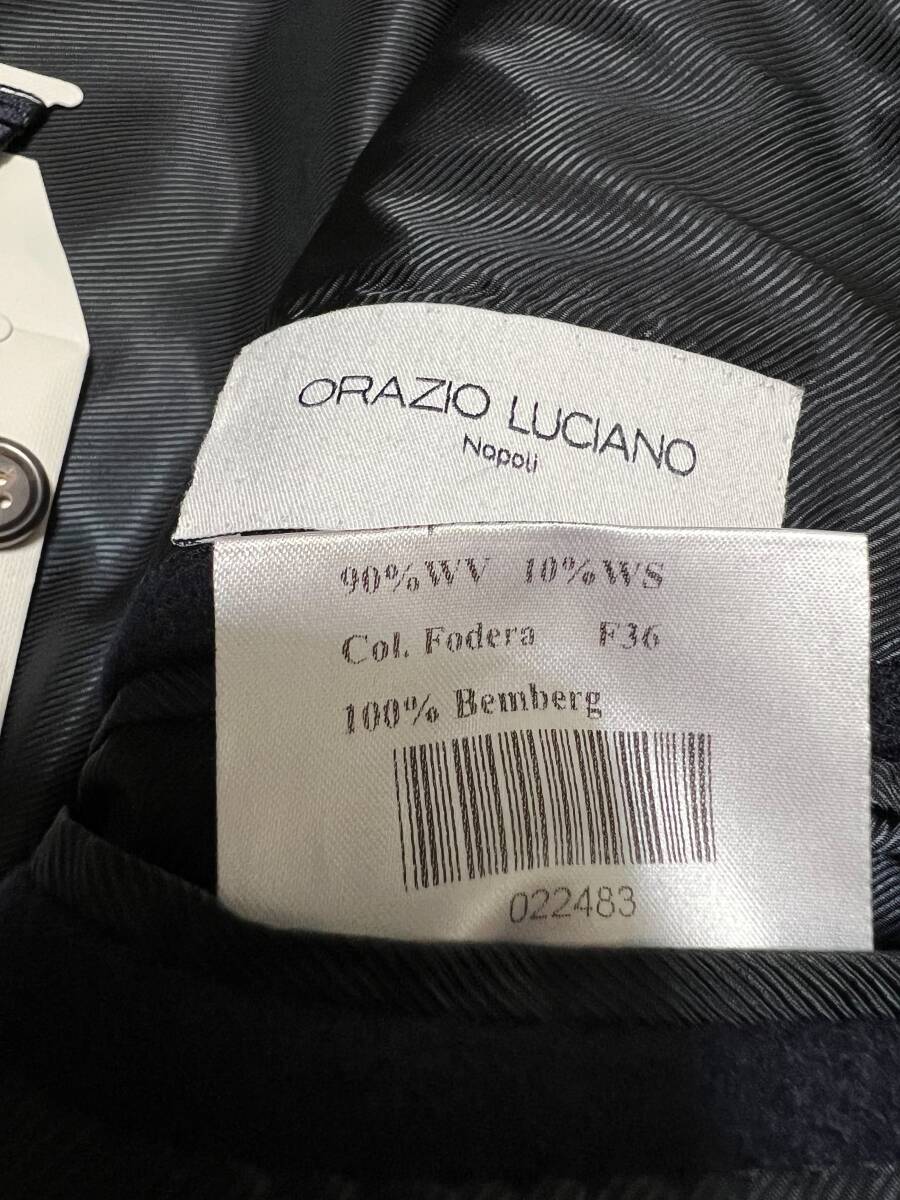 ORAZIO LUCIANO
Napoli
90%WV 10%WS
Col. Fodera F36
100% Bemberg
022483